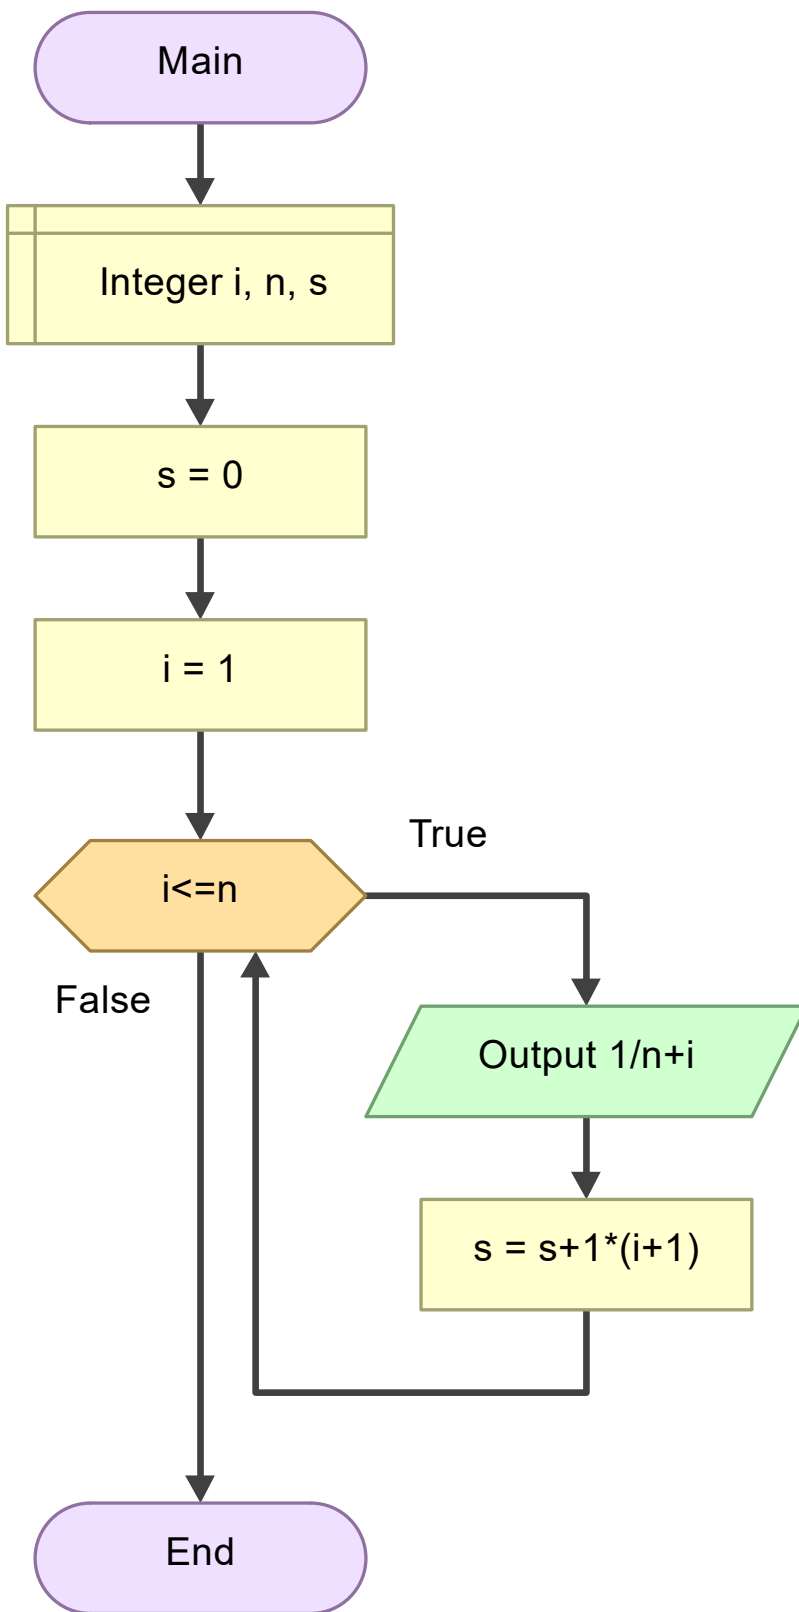 Main
Integer i, n, s
s = 0
i = 1
i<=n
True
False
Output 1/n+i
s = s+1*(i+1)
End